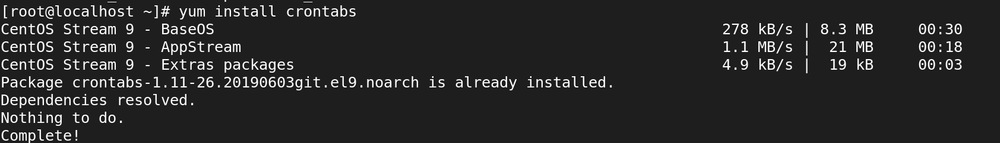 [root@localhost ~]# yum install crontabs
CentOS Stream 9 - BaseOS 278 kB/s | 8.3 MB 00:30
CentOS Stream 9 - AppStream 1.1 MB/s | 21 MB 00:18
CentOS Stream 9 - Extras packages 4.9 kB/s | 19 kB 00:03
Package crontabs-1.11-26.20190603git.el9.noarch is already installed.
Dependencies resolved.
Nothing to do.
Complete!